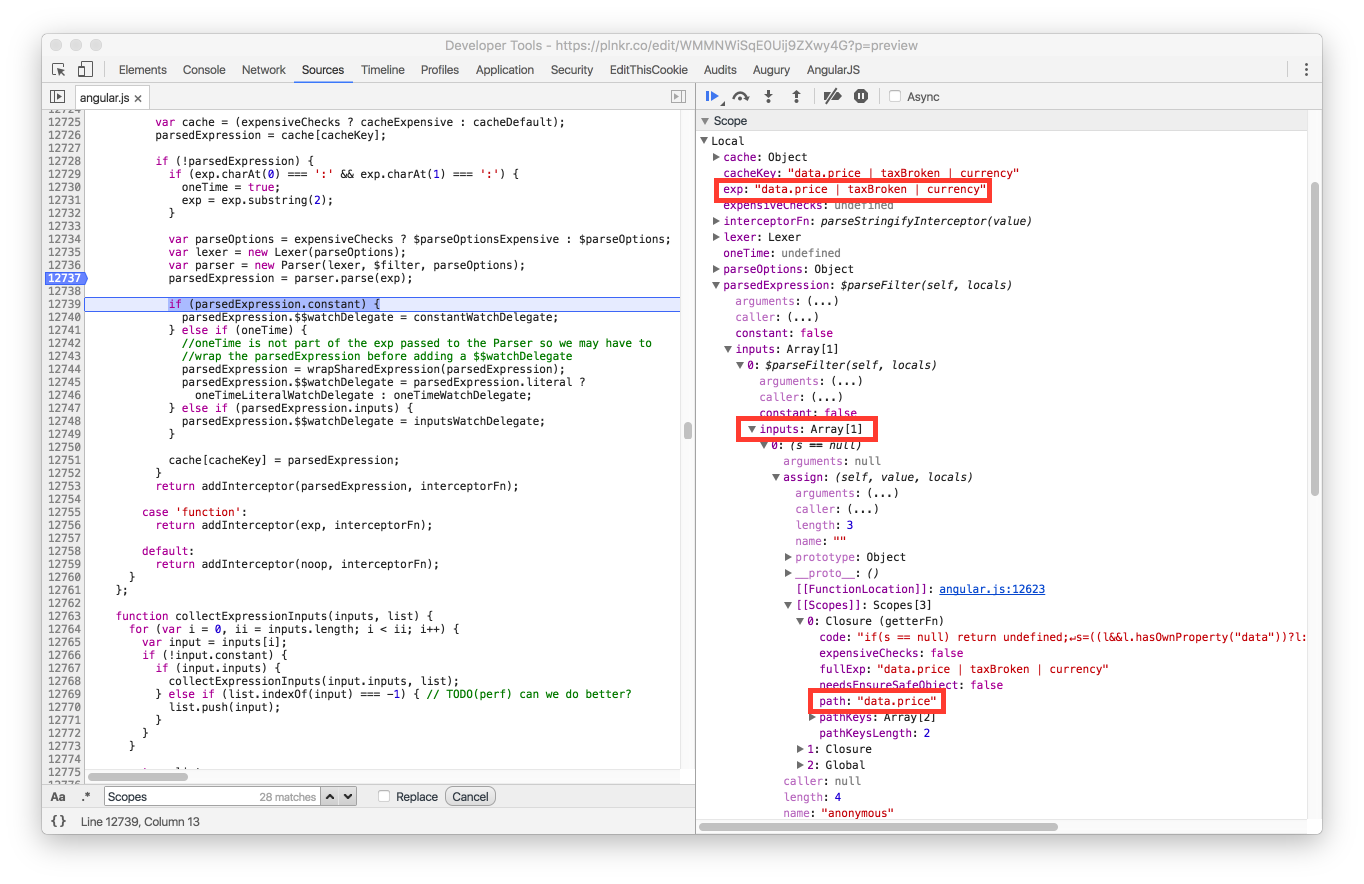 Developer Tools - https://plnkr.co/edit/WMMNWiSqE0Uij9ZXwy4G?p=preview
Elements Console Network Sources Timeline Profiles Application Security EditThisCookie Audits Augury AngularJS
angular.js ×
12724
12725 var cache = (expensiveChecks ? cacheExpensive : cacheDefault);
12726 parsedExpression = cache[cacheKey];
12727
12728 if (!parsedExpression) {
12729 if (exp.charAt(0) === ':' && exp.charAt(1) === ':') {
12730 oneTime = true;
12731 exp = exp.substring(2);
12732 }
12733
12734 var parseOptions = expensiveChecks ? $parseOptionsExpensive : $parseOptions;
12735 var lexer = new Lexer(parseOptions);
12736 var parser = new Parser(lexer, $filter, parseOptions);
12737 parsedExpression = parser.parse(exp);
12738
12739 if (parsedExpression.constant) {
12740 parsedExpression.$$watchDelegate = constantWatchDelegate;
12741 } else if (oneTime) {
12742 //oneTime is not part of the exp passed to the Parser so we may have to
12743 //wrap the parsedExpression before adding a $$watchDelegate
12744 parsedExpression = wrapSharedExpression(parsedExpression);
12745 parsedExpression.$$watchDelegate = parsedExpression.literal ?
12746 oneTimeLiteralWatchDelegate : oneTimeWatchDelegate;
12747 } else if (parsedExpression.inputs) {
12748 parsedExpression.$$watchDelegate = inputsWatchDelegate;
12749 }
12750
12751 cache[cacheKey] = parsedExpression;
12752 }
12753 return addInterceptor(parsedExpression, interceptorFn);
12754
12755 case 'function':
12756 return addInterceptor(exp, interceptorFn);
12757
12758 default:
12759 return addInterceptor(noop, interceptorFn);
12760 }
12761 };
12762
12763 function collectExpressionInputs(inputs, list) {
12764 for (var i = 0, ii = inputs.length; i < ii; i++) {
12765 var input = inputs[i];
12766 if (!input.constant) {
12767 if (input.inputs) {
12768 collectExpressionInputs(input.inputs, list);
12769 } else if (list.indexOf(input) === -1) { // TODO(perf) can we do better?
12770 list.push(input);
12771 }
12772 }
12773 }
12774
12775
Aa .* Scopes 28 matches Replace Cancel
{} Line 12739, Column 13
Async
Scope
Local
cache: Object
cacheKey: "data.price | taxBroken | currency"
exp: "data.price | taxBroken | currency"
expensiveChecks: undefined
interceptorFn: parseStringifyInterceptor(value)
lexer: Lexer
oneTime: undefined
parseOptions: Object
parsedExpression: $parseFilter(self, locals)
arguments: (...)
caller: (...)
constant: false
inputs: Array[1]
0: $parseFilter(self, locals)
arguments: (...)
caller: (...)
constant: false
inputs: Array[1]
0: (s == null)
arguments: null
assign: (self, value, locals)
arguments: (...)
caller: (...)
length: 3
name: ""
prototype: Object
__proto__: ()
[[FunctionLocation]]: angular.js:12623
[[Scopes]]: Scopes[3]
0: Closure (getterFn)
code: "if(s == null) return undefined;↵s=((l&&l.hasOwnProperty("data"))?l:
expensiveChecks: false
fullExp: "data.price | taxBroken | currency"
needsEnsureSafeObject: false
path: "data.price"
pathKeys: Array[2]
pathKeysLength: 2
1: Closure
2: Global
caller: null
length: 4
name: "anonymous"